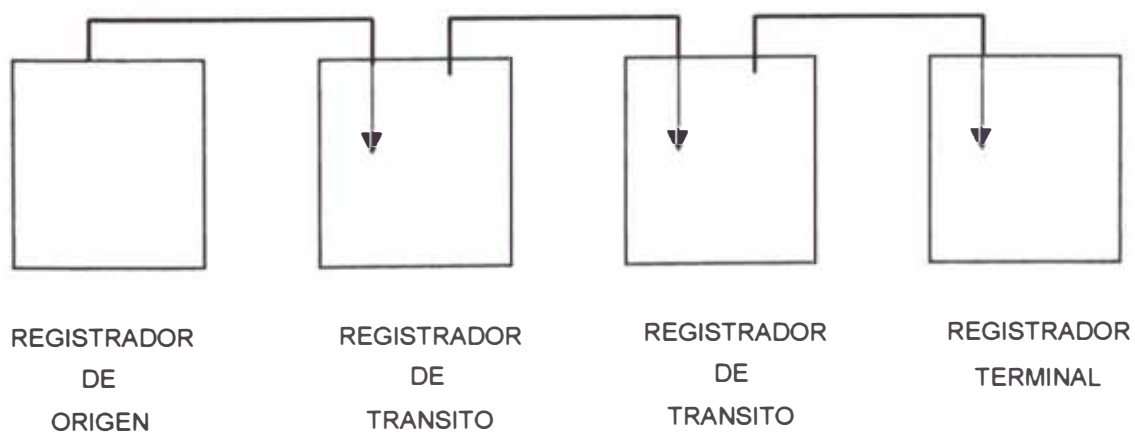 REGISTRADOR
DE
ORIGEN
REGISTRADOR
DE
TRANSITO
REGISTRADOR
DE
TRANSITO
REGISTRADOR
TERMINAL